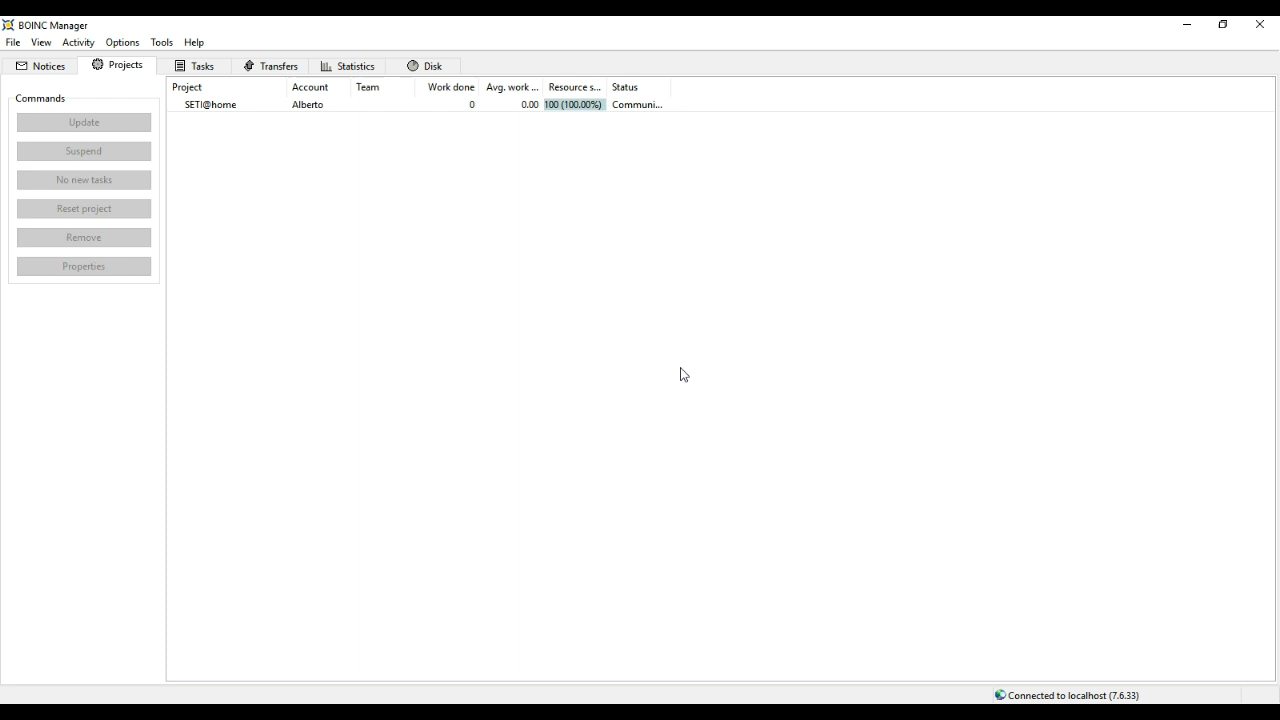 BOINC Manager
File View Activity Options Tools Help
Notices Projects Tasks Transfers Statistics Disk
Commands
Update
Suspend
No new tasks
Reset project
Remove
Properties
Project Account Team Work done Avg. work ... Resource s... Status
SETI@home Alberto 0 0.00 100 (100.00%) Communi...
Connected to localhost (7.6.33)